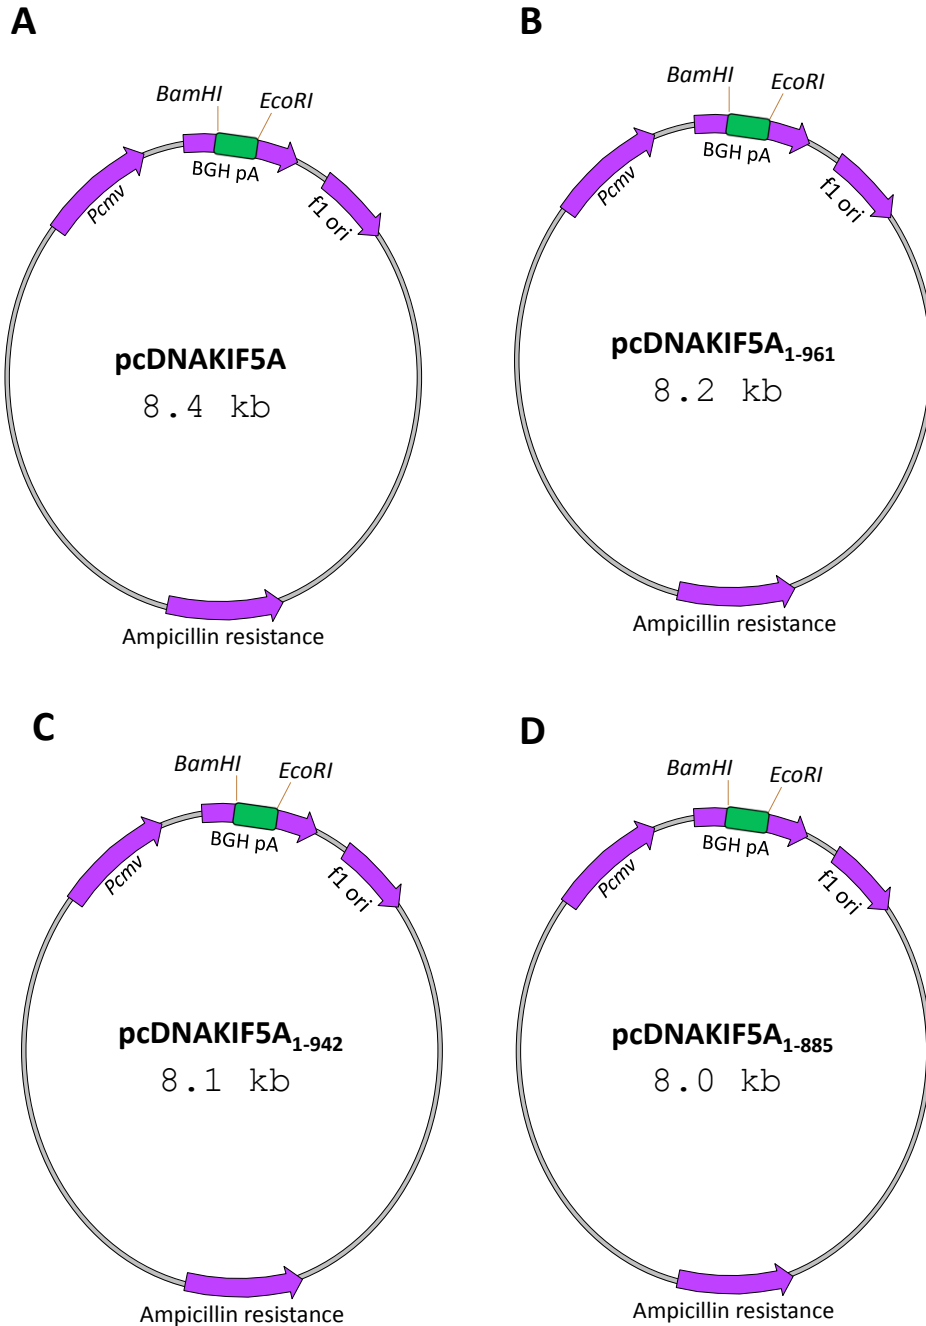 A
BamHI
EcoRI
BGH pA
Pcmv
f1 ori
pcDNAKIF5A
8.4 kb
Ampicillin resistance
B
BamHI
EcoRI
BGH pA
Pcmv
f1 ori
pcDNAKIF5A1-961
8.2 kb
Ampicillin resistance
C
BamHI
EcoRI
BGH pA
Pcmv
f1 ori
pcDNAKIF5A1-942
8.1 kb
Ampicillin resistance
D
BamHI
EcoRI
BGH pA
Pcmv
f1 ori
pcDNAKIF5A1-885
8.0 kb
Ampicillin resistance